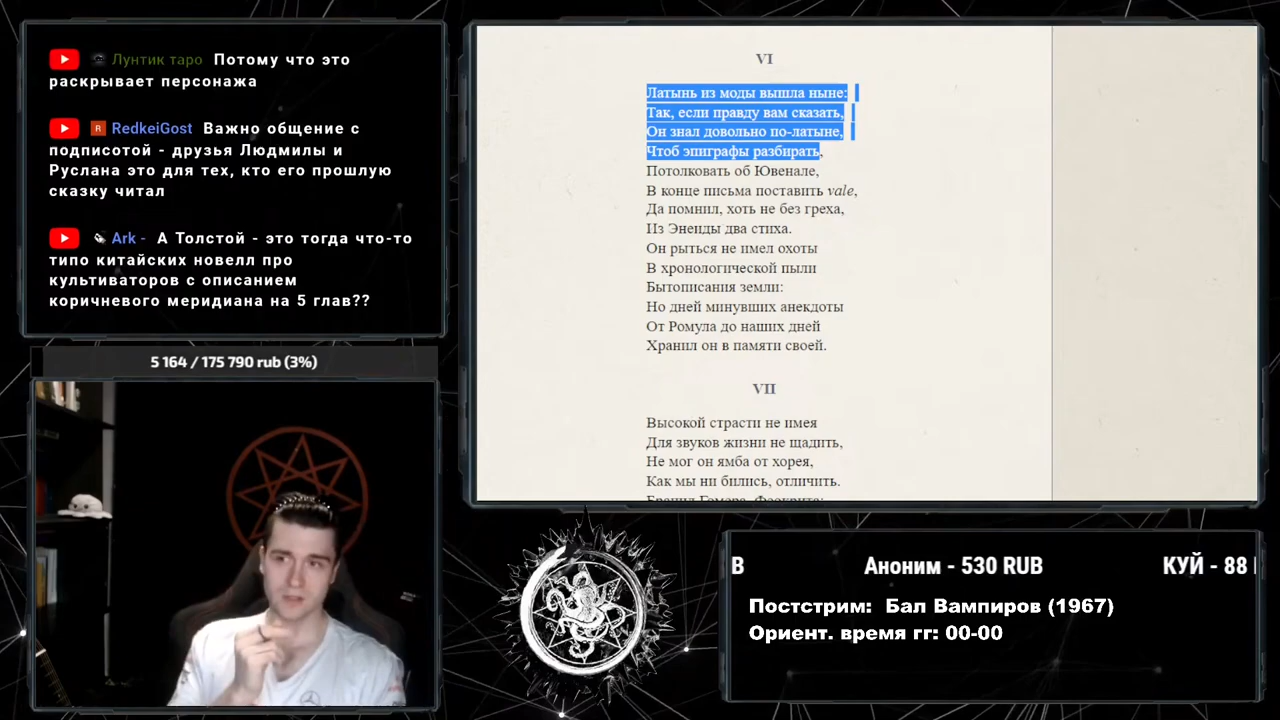 Лунтик таро Потому что это
раскрывает персонажа
R RedkeiGost Важно общение с
подписотой - друзья Людмилы и
Руслана это для тех, кто его прошлую
сказку читал
Ark - А Толстой - это тогда что-то
типо китайских новелл про
культиваторов с описанием
коричневого меридиана на 5 глав??
5 164 / 175 790 rub (3%)
VI
Латынь из моды вышла ныне:
Так, если правду вам сказать,
Он знал довольно по-латыне,
Чтоб эпиграфы разбирать,
Потолковать об Ювенале,
В конце письма поставить vale,
Да помнил, хоть не без греха,
Из Энеиды два стиха.
Он рыться не имел охоты
В хронологической пыли
Бытописания земли:
Но дней минувших анекдоты
От Ромула до наших дней
Хранил он в памяти своей.
VII
Высокой страсти не имея
Для звуков жизни не щадить,
Не мог он ямба от хорея,
Как мы ни бились, отличить.
Бранил Гомера, Феокрита;
В Аноним - 530 RUB КУЙ - 88
Постстрим: Бал Вампиров (1967)
Ориент. время гг: 00-00